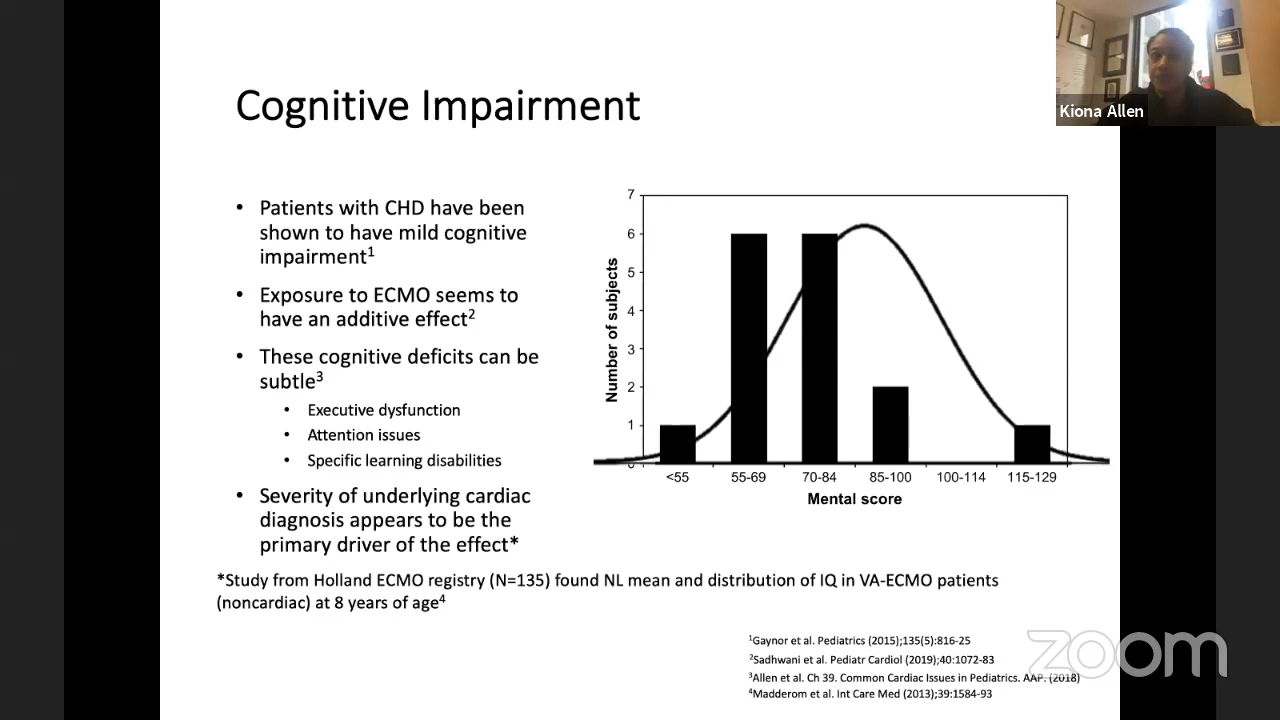 Kiona Allen
Cognitive Impairment
• Patients with CHD have been
shown to have mild cognitive
impairment1
• Exposure to ECMO seems to
have an additive effect2
• These cognitive deficits can be
subtle3
• Executive dysfunction
• Attention issues
• Specific learning disabilities
• Severity of underlying cardiac
diagnosis appears to be the
primary driver of the effect*
Number of subjects
7
6
5
4
3
2
1
0
<55 55-69 70-84 85-100 100-114 115-129
Mental score
*Study from Holland ECMO registry (N=135) found NL mean and distribution of IQ in VA-ECMO patients
(noncardiac) at 8 years of age4
1Gaynor et al. Pediatrics (2015);135(5):816-25
2Sadhwani et al. Pediatr Cardiol (2019);40:1072-83
3Allen et al. Ch 39. Common Cardiac Issues in Pediatrics. AAP. (2018)
4Madderom et al. Int Care Med (2013);39:1584-93
zoom